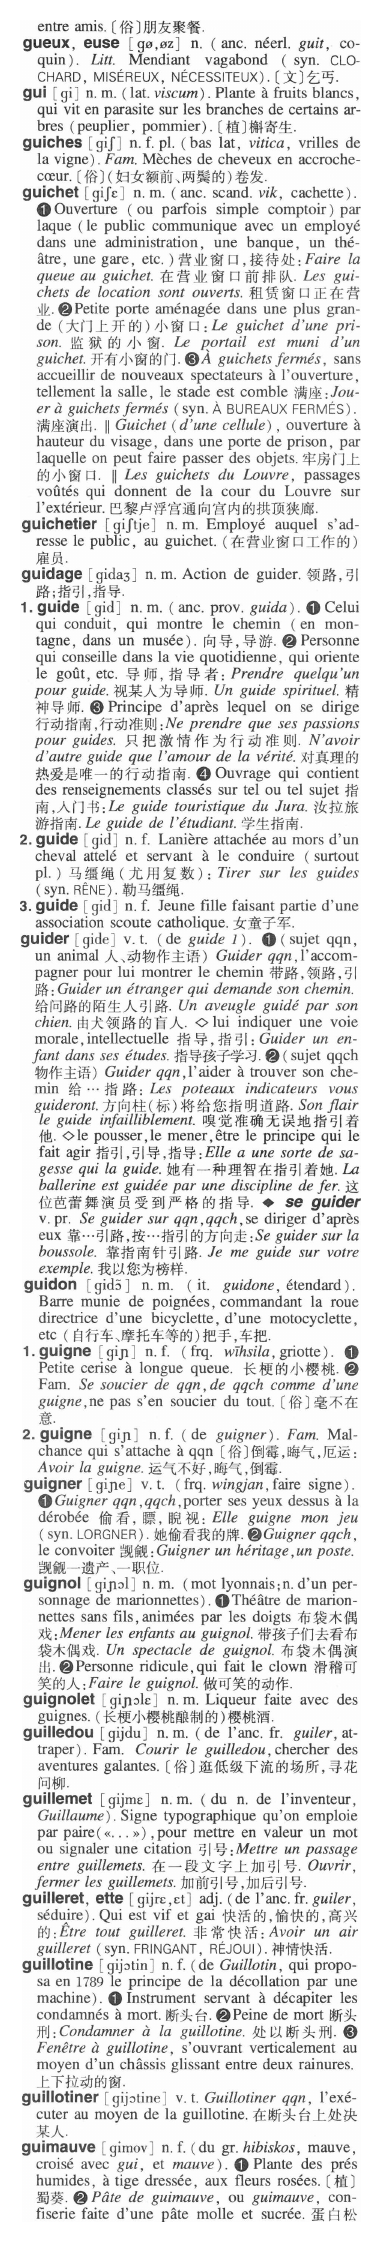 entre amis. 〔俗〕朋友聚餐.
gueux, euse [gø,øz] n. ( anc. néerl. guit, co-
quin ). Litt. Mendiant vagabond ( syn. CLO-
CHARD, MISÉREUX, NÉCESSITEUX ).〔文〕乞丐.
gui [gi] n. m. ( lat. viscum ). Plante à fruits blancs,
qui vit en parasite sur les branches de certains ar-
bres ( peuplier, pommier ).〔植〕槲寄生.
guiches [giʃ] n. f. pl. ( bas lat, vitica, vrilles de
la vigne ). Fam. Mèches de cheveux en accroche-
cœur.〔俗〕(妇女额前、两鬓的)卷发.
guichet [giʃɛ] n. m. ( anc. scand. vik, cachette ).
❶ Ouverture ( ou parfois simple comptoir ) par
laque ( le public communique avec un employé
dans une administration, une banque, un thé-
âtre, une gare, etc. ) 营业窗口,接待处: Faire la
queue au guichet. 在营业窗口前排队. Les gui-
chets de location sont ouverts. 租赁窗口正在营
业. ❷ Petite porte aménagée dans une plus gran-
de (大门上开的)小窗口: Le guichet d'une pri-
son. 监狱的小窗. Le portail est muni d'un
guichet. 开有小窗的门. ❸ À guichets fermés, sans
accueillir de nouveaux spectateurs à l'ouverture,
tellement la salle, le stade est comble 满座: Jou-
er à guichets fermés ( syn. À BUREAUX FERMÉS ).
满座演出. ‖ Guichet ( d'une cellule ), ouverture à
hauteur du visage, dans une porte de prison, par
laquelle on peut faire passer des objets. 牢房门上
的小窗口. ‖ Les guichets du Louvre, passages
voûtés qui donnent de la cour du Louvre sur
l'extérieur. 巴黎卢浮宫通向宫内的拱顶狭廊.
guichetier [giʃtje] n. m. Employé auquel s'ad-
resse le public, au guichet. (在营业窗口工作的)
雇员.
guidage [gidaʒ] n. m. Action de guider. 领路,引
路;指引,指导.
1. guide [gid] n. m. ( anc. prov. guida ). ❶ Celui
qui conduit, qui montre le chemin ( en mon-
tagne, dans un musée ). 向导,导游. ❷ Personne
qui conseille dans la vie quotidienne, qui oriente
le goût, etc. 导师, 指导者: Prendre quelqu'un
pour guide. 视某人为导师. Un guide spirituel. 精
神导师. ❸ Principe d'après lequel on se dirige
行动指南,行动准则: Ne prendre que ses passions
pour guides. 只把激情作为行动准则. N'avoir
d'autre guide que l'amour de la vérité. 对真理的
热爱是唯一的行动指南. ❹ Ouvrage qui contient
des renseignements classés sur tel ou tel sujet 指
南,入门书: Le guide touristique du Jura. 汝拉旅
游指南. Le guide de l'étudiant. 学生指南.
2. guide [gid] n. f. Lanière attachée au mors d'un
cheval attelé et servant à le conduire ( surtout
pl. ) 马缰绳(尤用复数): Tirer sur les guides
( syn. RÊNE ). 勒马缰绳.
3. guide [gid] n. f. Jeune fille faisant partie d'une
association scoute catholique. 女童子军.
guider [gide] v. t. ( de guide 1 ). ❶ ( sujet qqn,
un animal 人、动物作主语) Guider qqn, l'accom-
pagner pour lui montrer le chemin 带路,领路,引
路: Guider un étranger qui demande son chemin.
给问路的陌生人引路. Un aveugle guidé par son
chien. 由犬领路的盲人. ◇ lui indiquer une voie
morale, intellectuelle 指导, 指引: Guider un en-
fant dans ses études. 指导孩子学习. ❷ ( sujet qqch
物作主语) Guider qqn, l'aider à trouver son che-
min 给⋯指路: Les poteaux indicateurs vous
guideront. 方向柱(标)将给您指明道路. Son flair
le guide infailliblement. 嗅觉准确无误地指引着
他. ◇ le pousser, le mener, être le principe qui le
fait agir 指引,引导,指导: Elle a une sorte de sa-
gesse qui la guide. 她有一种理智在指引着她. La
ballerine est guidée par une discipline de fer. 这
位芭蕾舞演员受到严格的指导. ◆ se guider
v. pr. Se guider sur qqn, qqch, se diriger d'après
eux 靠⋯引路,按⋯指引的方向走: Se guider sur la
boussole. 靠指南针引路. Je me guide sur votre
exemple. 我以您为榜样.
guidon [gidɔ̃] n. m. ( it. guidone, étendard ).
Barre munie de poignées, commandant la roue
directrice d'une bicyclette, d'une motocyclette,
etc (自行车、摩托车等的)把手,车把.
1. guigne [giɲ] n. f. ( frq. wîhsila, griotte ). ❶
Petite cerise à longue queue. 长梗的小樱桃. ❷
Fam. Se soucier de qqn, de qqch comme d'une
guigne, ne pas s'en soucier du tout. 〔俗〕毫不在
意.
2. guigne [giɲ] n. f. ( de guigner ). Fam. Mal-
chance qui s'attache à qqn 〔俗〕倒霉,晦气,厄运:
Avoir la guigne. 运气不好,晦气,倒霉.
guigner [giɲe] v. t. ( frq. wingjan, faire signe ).
❶ Guigner qqn, qqch, porter ses yeux dessus à la
dérobée 偷看, 瞟, 睨视: Elle guigne mon jeu
( syn. LORGNER ). 她偷看我的牌. ❷ Guigner qqch,
le convoiter 觊觎: Guigner un héritage, un poste.
觊觎一遗产、一职位.
guignol [giɲɔl] n. m. ( mot lyonnais; n. d'un per-
sonnage de marionnettes ). ❶ Théâtre de marion-
nettes sans fils, animées par les doigts 布袋木偶
戏: Mener les enfants au guignol. 带孩子们去看布
袋木偶戏. Un spectacle de guignol. 布袋木偶演
出. ❷ Personne ridicule, qui fait le clown 滑稽可
笑的人: Faire le guignol. 做可笑的动作.
guignolet [giɲɔlɛ] n. m. Liqueur faite avec des
guignes. (长梗小樱桃酿制的)樱桃酒.
guilledou [gijdu] n. m. ( de l'anc. fr. guiler, at-
traper ). Fam. Courir le guilledou, chercher des
aventures galantes. 〔俗〕逛低级下流的场所,寻花
问柳.
guillemet [gijmɛ] n. m. ( du n. de l'inventeur,
Guillaume ). Signe typographique qu'on emploie
par paire ( «...» ), pour mettre en valeur un mot
ou signaler une citation 引号: Mettre un passage
entre guillemets. 在一段文字上加引号. Ouvrir,
fermer les guillemets. 加前引号,加后引号.
guilleret, ette [gijrɛ,ɛt] adj. ( de l'anc. fr. guiler,
séduire ). Qui est vif et gai 快活的,愉快的,高兴
的: Être tout guilleret. 非常快活: Avoir un air
guilleret ( syn. FRINGANT, RÉJOUI ). 神情快活.
guillotine [gijɔtin] n. f. ( de Guillotin, qui propo-
sa en 1789 le principe de la décollation par une
machine ). ❶ Instrument servant à décapiter les
condamnés à mort. 断头台. ❷ Peine de mort 断头
刑: Condamner à la guillotine. 处以断头刑. ❸
Fenêtre à guillotine, s'ouvrant verticalement au
moyen d'un châssis glissant entre deux rainures.
上下拉动的窗.
guillotiner [gijɔtine] v. t. Guillotiner qqn, l'exé-
cuter au moyen de la guillotine. 在断头台上处决
某人.
guimauve [gimov] n. f. ( du gr. hibiskos, mauve,
croisé avec gui, et mauve ). ❶ Plante des prés
humides, à tige dressée, aux fleurs rosées. 〔植〕
蜀葵. ❷ Pâte de guimauve, ou guimauve, con-
fiserie faite d'une pâte molle et sucrée. 蛋白松